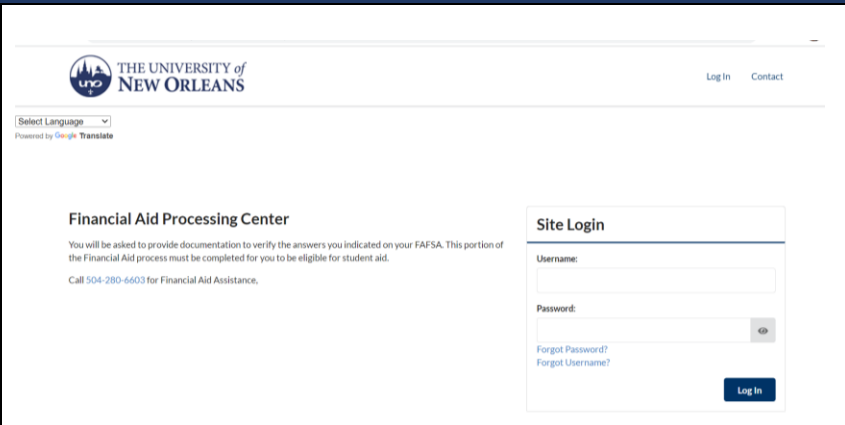 uno
THE UNIVERSITY of
NEW ORLEANS
Log In Contact
Select Language
Powered by Google Translate
Financial Aid Processing Center
You will be asked to provide documentation to verify the answers you indicated on your FAFSA. This portion of
the Financial Aid process must be completed for you to be eligible for student aid.
Call 504-280-6603 for Financial Aid Assistance,
Site Login
Username:
Password:
Forgot Password?
Forgot Username?
Log In